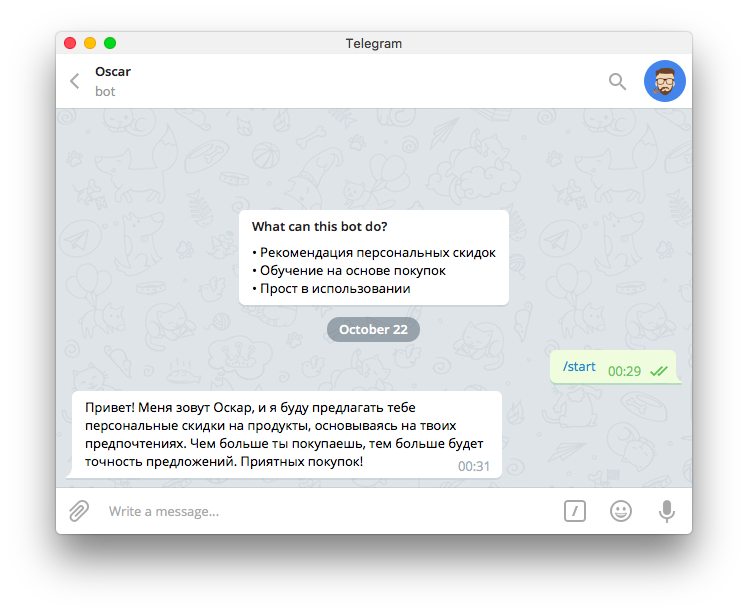 Telegram
Oscar
bot
What can this bot do?
• Рекомендация персональных скидок
• Обучение на основе покупок
• Прост в использовании
October 22
/start 00:29
Привет! Меня зовут Оскар, и я буду предлагать тебе
персональные скидки на продукты, основываясь на твоих
предпочтениях. Чем больше ты покупаешь, тем больше будет
точность предложений. Приятных покупок!
00:31
Write a message...